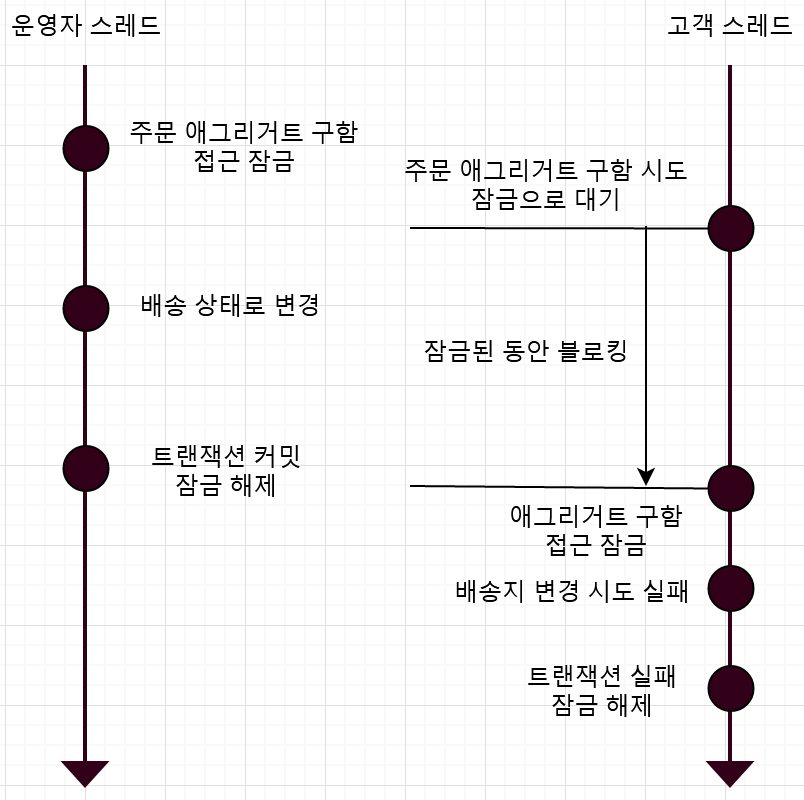 운영자 스레드
고객 스레드
주문 애그리거트 구함
접근 잠금
주문 애그리거트 구함 시도
잠금으로 대기
배송 상태로 변경
잠금된 동안 블로킹
트랜잭션 커밋
잠금 해제
애그리거트 구함
접근 잠금
배송지 변경 시도 실패
트랜잭션 실패
잠금 해제